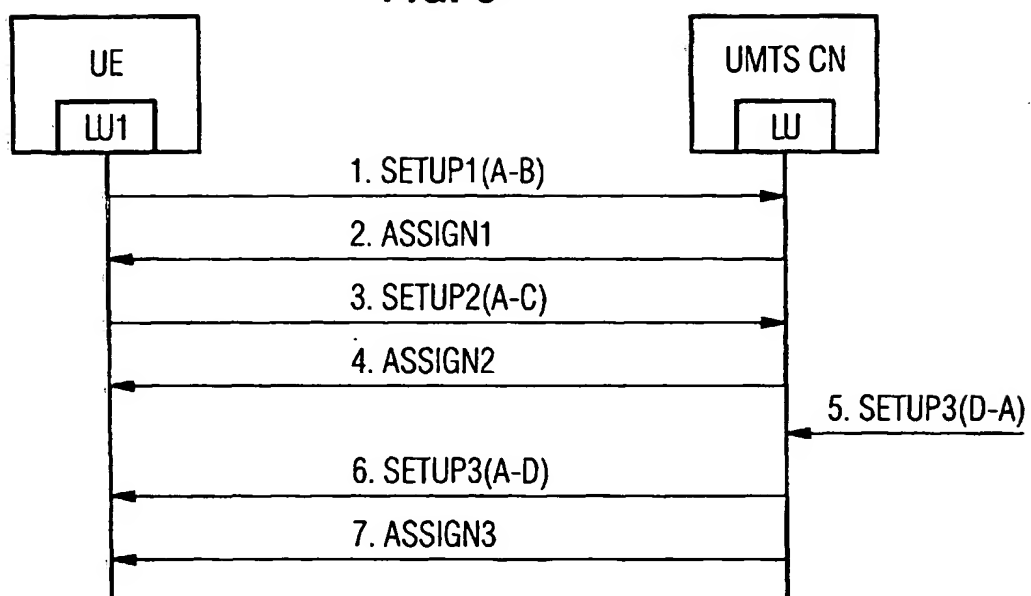 UE
UMTS CN
LU1
LU
1. SETUP1(A-B)
2. ASSIGN1
3. SETUP2(A-C)
4. ASSIGN2
5. SETUP3(D-A)
6. SETUP3(A-D)
7. ASSIGN3